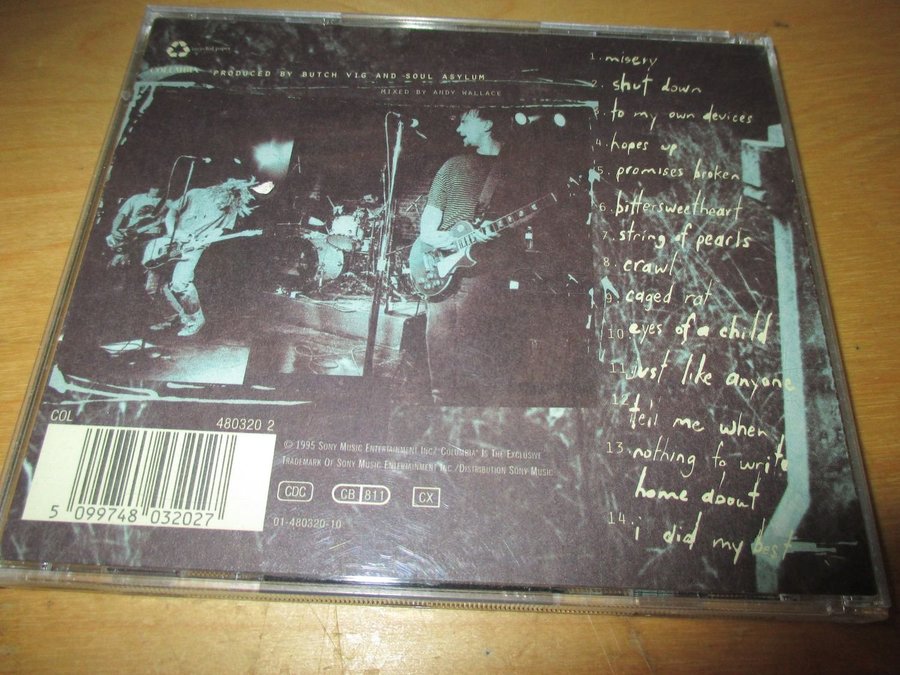 recycled paper
COLUMBIA
PRODUCED BY BUTCH VIG AND SOUL ASYLUM
MIXED BY ANDY WALLACE
1. misery
2. shut down
3. to my own devices
4. hopes up
5. promises broken
6. bittersweetheart
7. string of pearls
8. crawl
9. caged rat
10 eyes of a child
11. just like anyone
12. tell me when
13. nothing to write
home about
14. i did my best
COL 480320 2
5 099748 032027
© 1995 SONY MUSIC ENTERTAINMENT INC/ "COLUMBIA" IS THE EXCLUSIVE
TRADEMARK OF SONY MUSIC ENTERTAINMENT INC./DISTRIBUTION SONY MUSIC
CDC CB 811 CX
01-480320-10